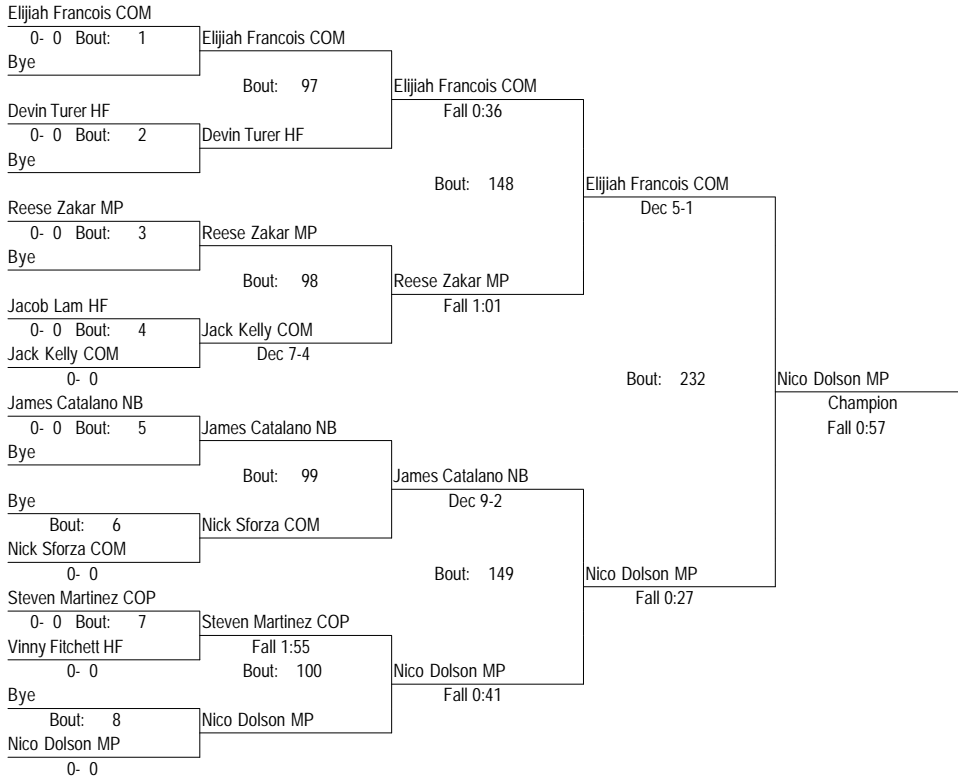 Elijiah Francois COM
0- 0 Bout: 1
Elijiah Francois COM
Bye
Bout: 97
Elijiah Francois COM
Devin Turer HF
Fall 0:36
0- 0 Bout: 2
Devin Turer HF
Bye
Bout: 148
Elijiah Francois COM
Reese Zakar MP
Dec 5-1
0- 0 Bout: 3
Reese Zakar MP
Bye
Bout: 98
Reese Zakar MP
Jacob Lam HF
Fall 1:01
0- 0 Bout: 4
Jack Kelly COM
Jack Kelly COM
Dec 7-4
0- 0
Bout: 232
Nico Dolson MP
James Catalano NB
Champion
0- 0 Bout: 5
James Catalano NB
Fall 0:57
Bye
Bout: 99
James Catalano NB
Bye
Dec 9-2
Bout: 6
Nick Sforza COM
Nick Sforza COM
0- 0
Bout: 149
Nico Dolson MP
Steven Martinez COP
Fall 0:27
0- 0 Bout: 7
Steven Martinez COP
Vinny Fitchett HF
Fall 1:55
0- 0
Bout: 100
Nico Dolson MP
Bye
Fall 0:41
Bout: 8
Nico Dolson MP
Nico Dolson MP
0- 0